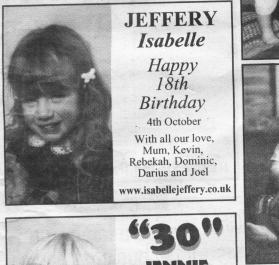 JEFFERY
Isabelle
Happy
18th
Birthday
4th October
With all our love,
Mum, Kevin,
Rebekah, Dominic,
Darius and Joel
www.isabellejeffery.co.uk
"30"